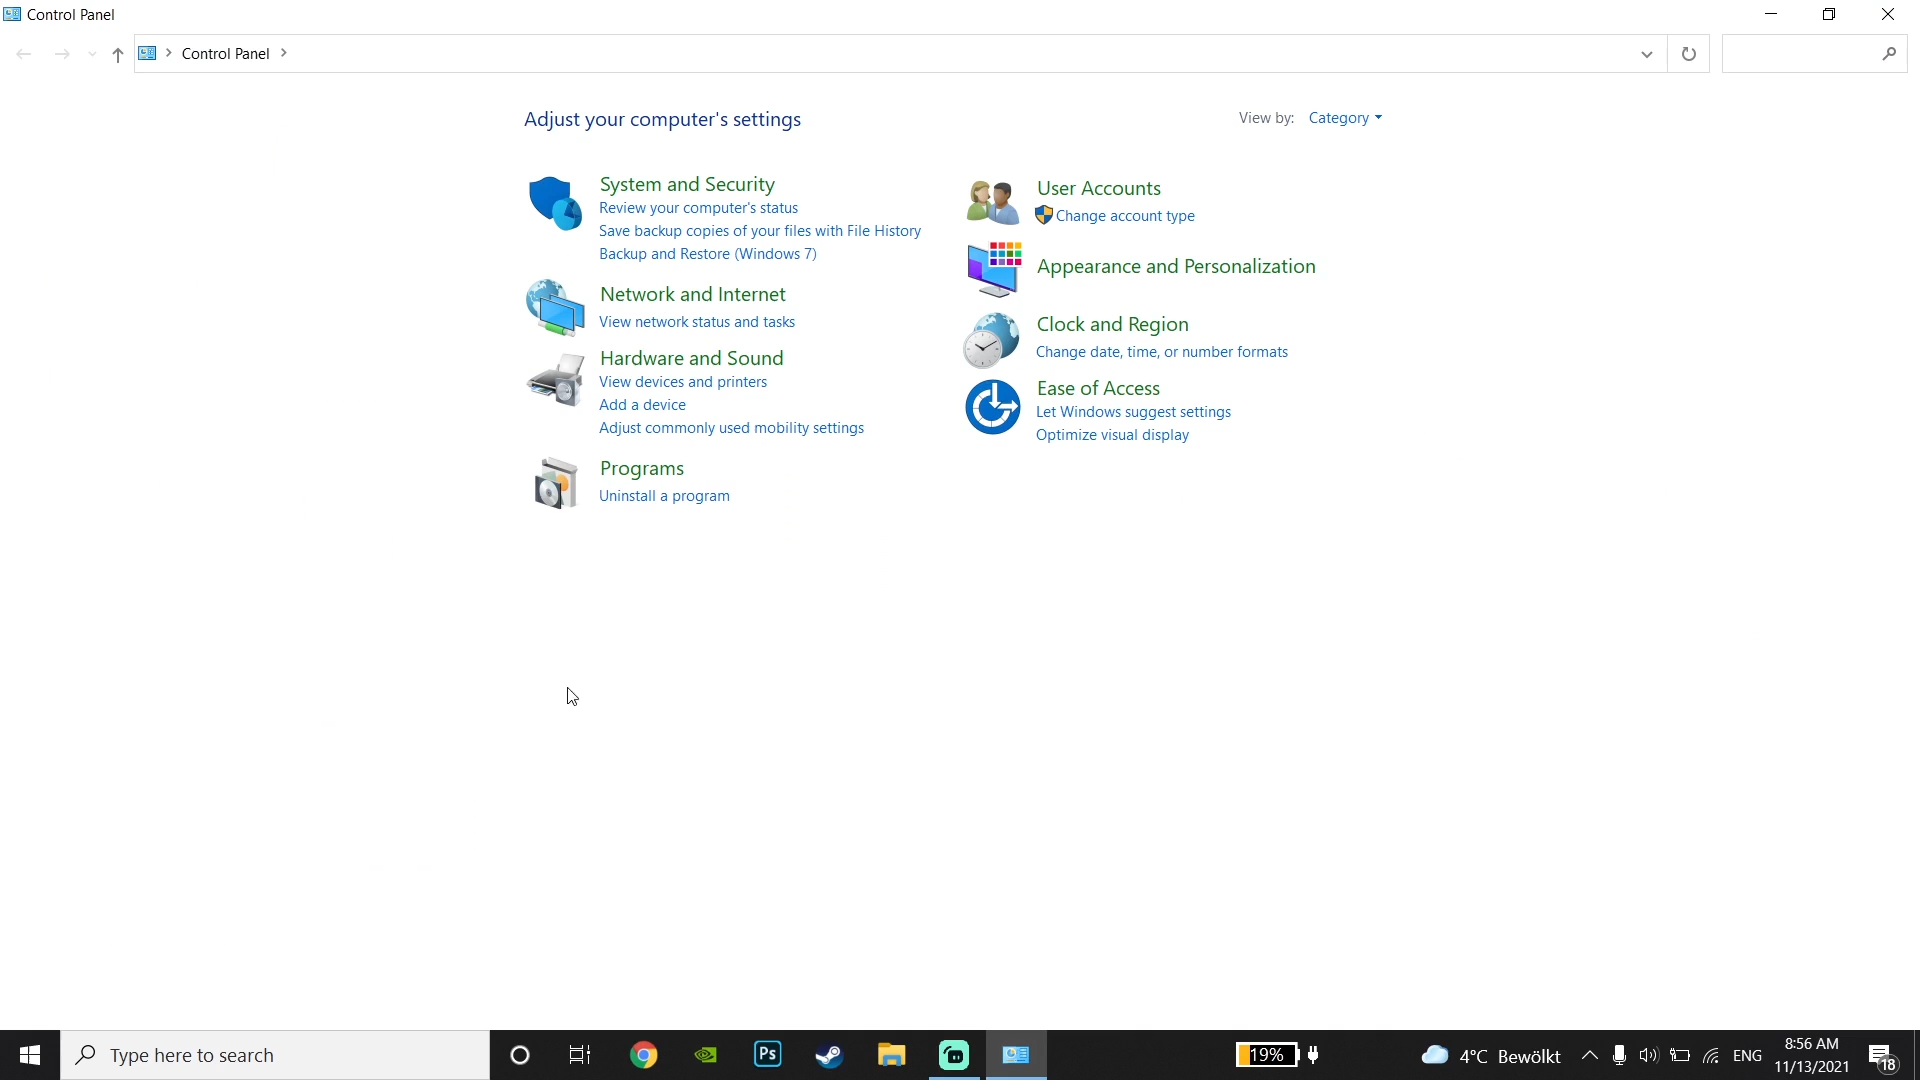 Control Panel
Control Panel
Adjust your computer's settings
View by: Category
System and Security
Review your computer's status
Save backup copies of your files with File History
Backup and Restore (Windows 7)
Network and Internet
View network status and tasks
Hardware and Sound
View devices and printers
Add a device
Adjust commonly used mobility settings
Programs
Uninstall a program
User Accounts
Change account type
Appearance and Personalization
Clock and Region
Change date, time, or number formats
Ease of Access
Let Windows suggest settings
Optimize visual display
Type here to search
Ps
19%
4°C Bewölkt
ENG
8:56 AM
11/13/2021
18